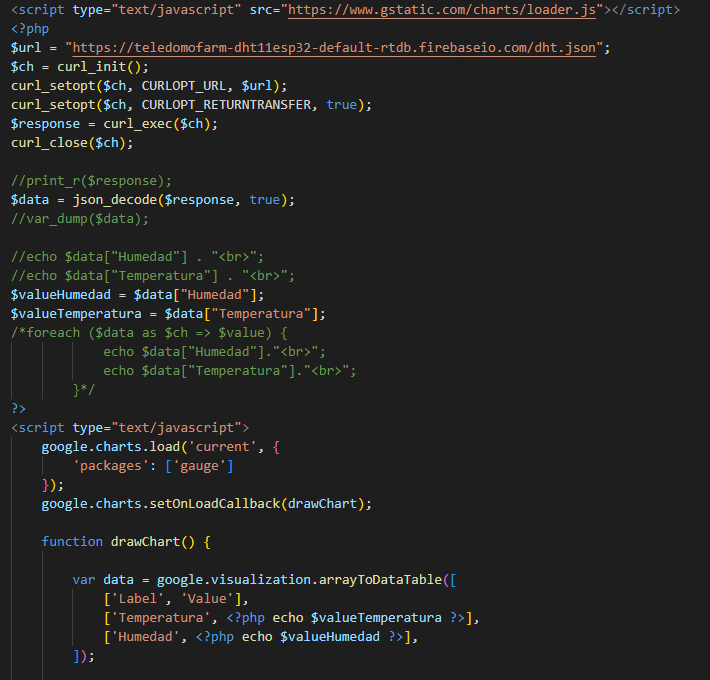 <script type="text/javascript" src="https://www.gstatic.com/charts/loader.js"></script>
<?php
$url = "https://teledomofarm-dht11esp32-default-rtdb.firebaseio.com/dht.json";
$ch = curl_init();
curl_setopt($ch, CURLOPT_URL, $url);
curl_setopt($ch, CURLOPT_RETURNTRANSFER, true);
$response = curl_exec($ch);
curl_close($ch);

//print_r($response);
$data = json_decode($response, true);
//var_dump($data);

//echo $data["Humedad"] . "<br>";
//echo $data["Temperatura"] . "<br>";
$valueHumedad = $data["Humedad"];
$valueTemperatura = $data["Temperatura"];
/*foreach ($data as $ch => $value) {
            echo $data["Humedad"]."<br>";
            echo $data["Temperatura"]."<br>";
        }*/
?>
<script type="text/javascript">
    google.charts.load('current', {
        'packages': ['gauge']
    });
    google.charts.setOnLoadCallback(drawChart);

    function drawChart() {

        var data = google.visualization.arrayToDataTable([
            ['Label', 'Value'],
            ['Temperatura', <?php echo $valueTemperatura ?>],
            ['Humedad', <?php echo $valueHumedad ?>],
        ]);